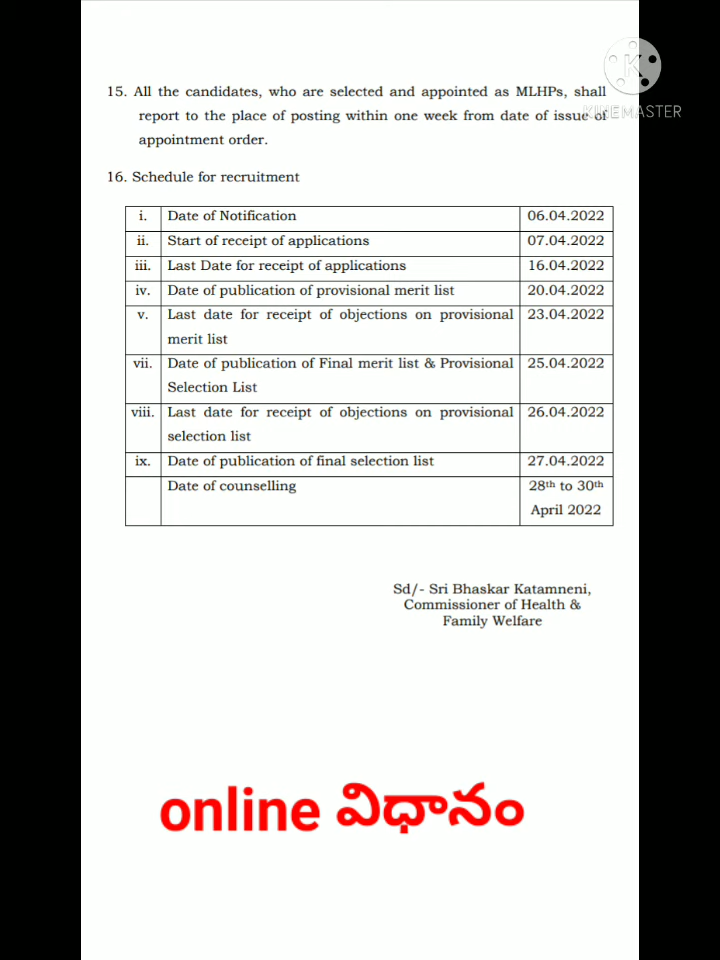 KINEMASTER
15. All the candidates, who are selected and appointed as MLHPs, shall
report to the place of posting within one week from date of issue of
appointment order.
16. Schedule for recruitment
i. Date of Notification 06.04.2022
ii. Start of receipt of applications 07.04.2022
iii. Last Date for receipt of applications 16.04.2022
iv. Date of publication of provisional merit list 20.04.2022
v. Last date for receipt of objections on provisional 23.04.2022
merit list
vii. Date of publication of Final merit list & Provisional 25.04.2022
Selection List
viii. Last date for receipt of objections on provisional 26.04.2022
selection list
ix. Date of publication of final selection list 27.04.2022
Date of counselling 28th to 30th
April 2022
Sd/- Sri Bhaskar Katamneni,
Commissioner of Health &
Family Welfare
online విధానం